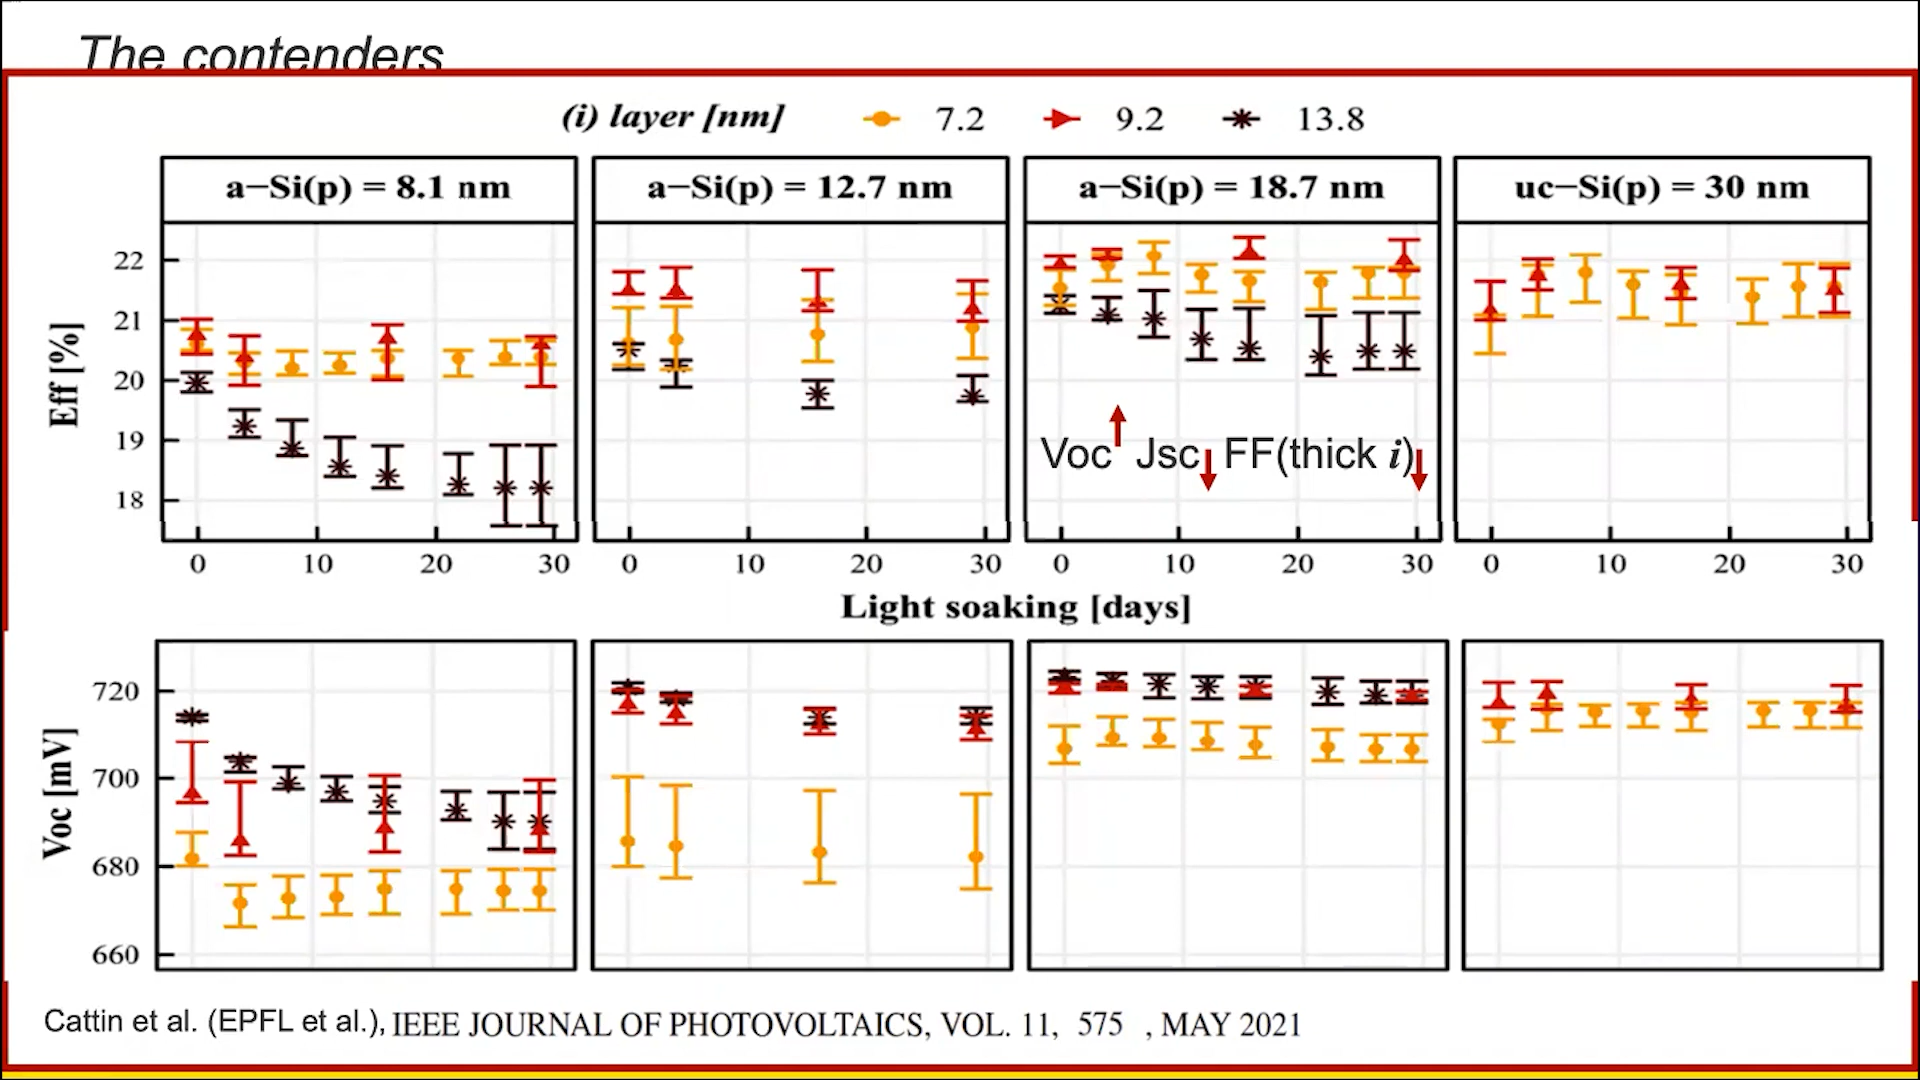 The contenders
(i) layer [nm] 7.2 9.2 13.8
a−Si(p) = 8.1 nm
a−Si(p) = 12.7 nm
a−Si(p) = 18.7 nm
uc−Si(p) = 30 nm
Eff [%]
22
21
20
19
18
Voc Jsc FF(thick i)
0 10 20 30
0 10 20 30
0 10 20 30
0 10 20 30
Light soaking [days]
Voc [mV]
720
700
680
660
Cattin et al. (EPFL et al.), IEEE JOURNAL OF PHOTOVOLTAICS, VOL. 11, 575 , MAY 2021